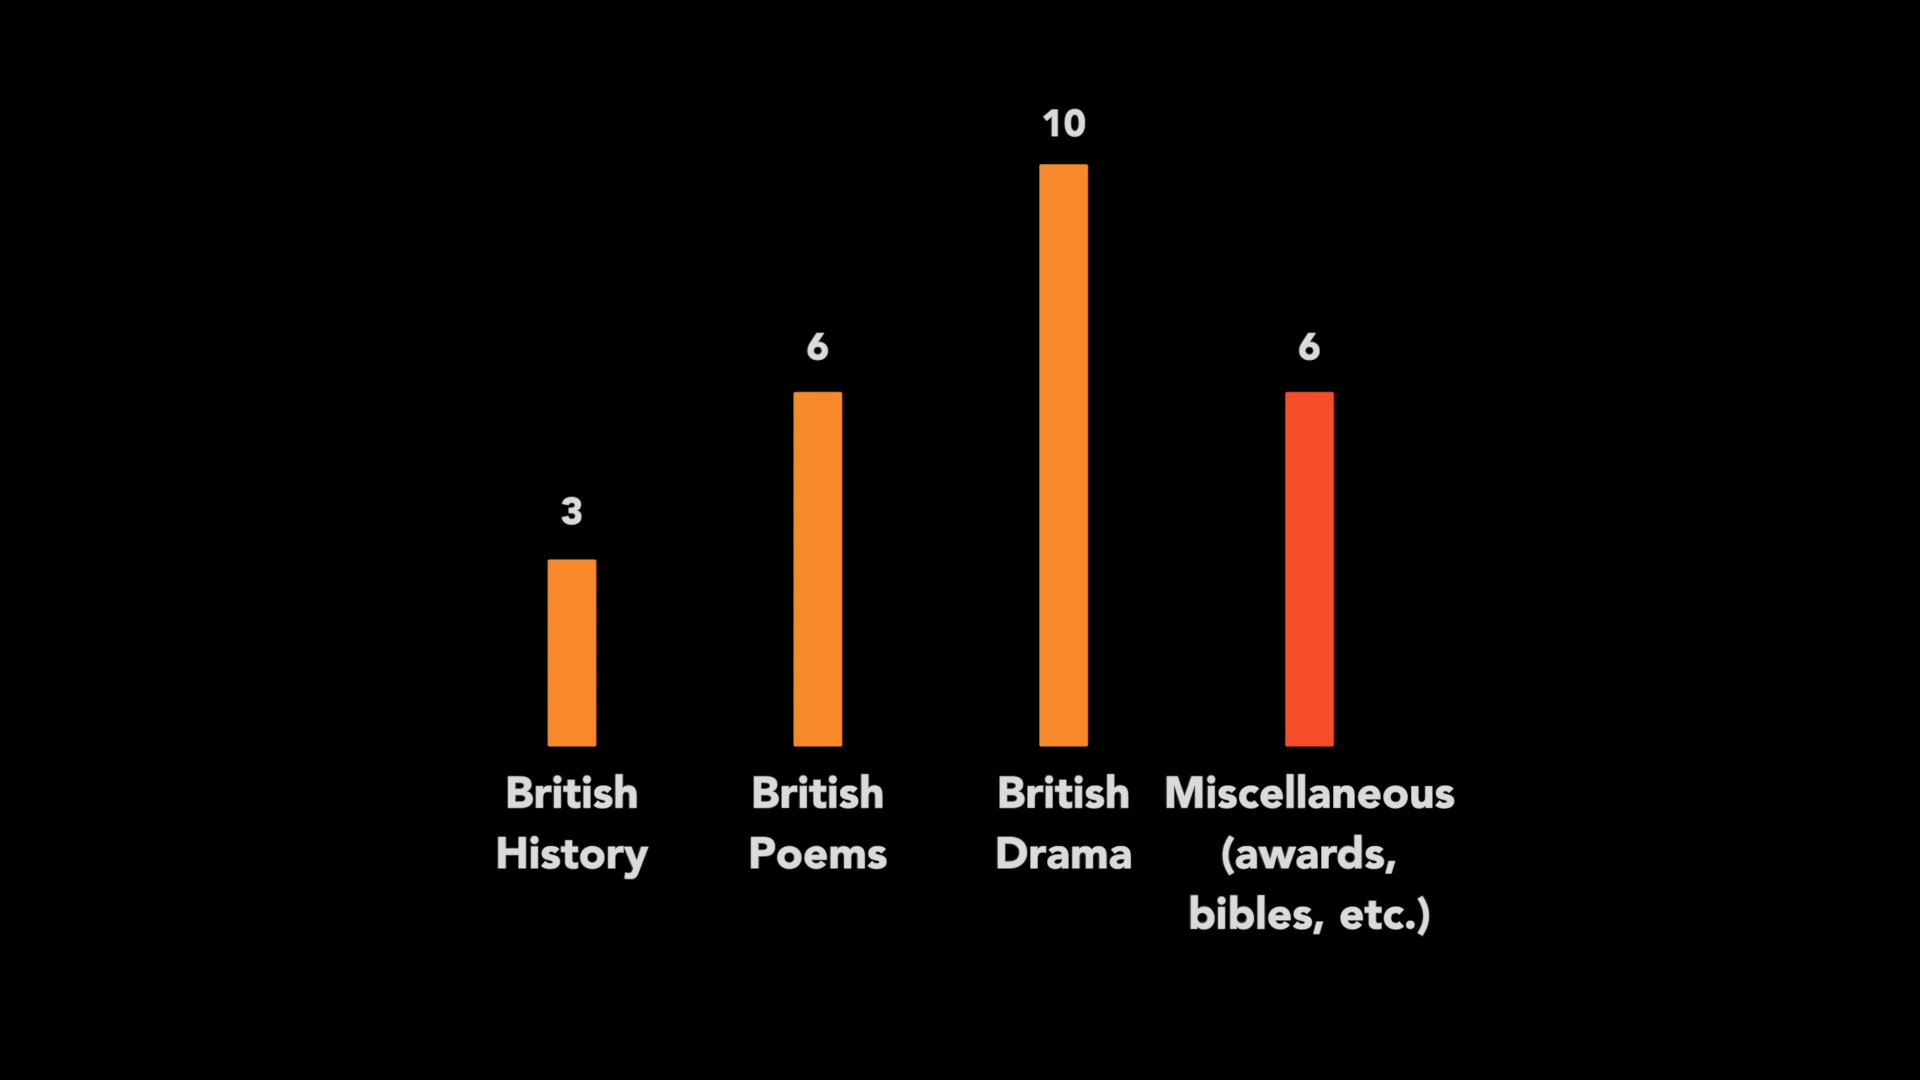 10
6
6
3
British
History
British
Poems
British
Drama
Miscellaneous
(awards,
bibles, etc.)